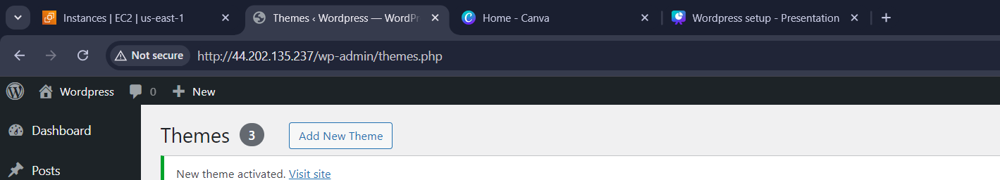 Instances | EC2 | us-east-1
Themes ‹ Wordpress — WordPr
Home - Canva
Wordpress setup - Presentation
Not secure
http://44.202.135.237/wp-admin/themes.php
Wordpress 0 New
Dashboard
Themes 3 Add New Theme
Posts
New theme activated. Visit site